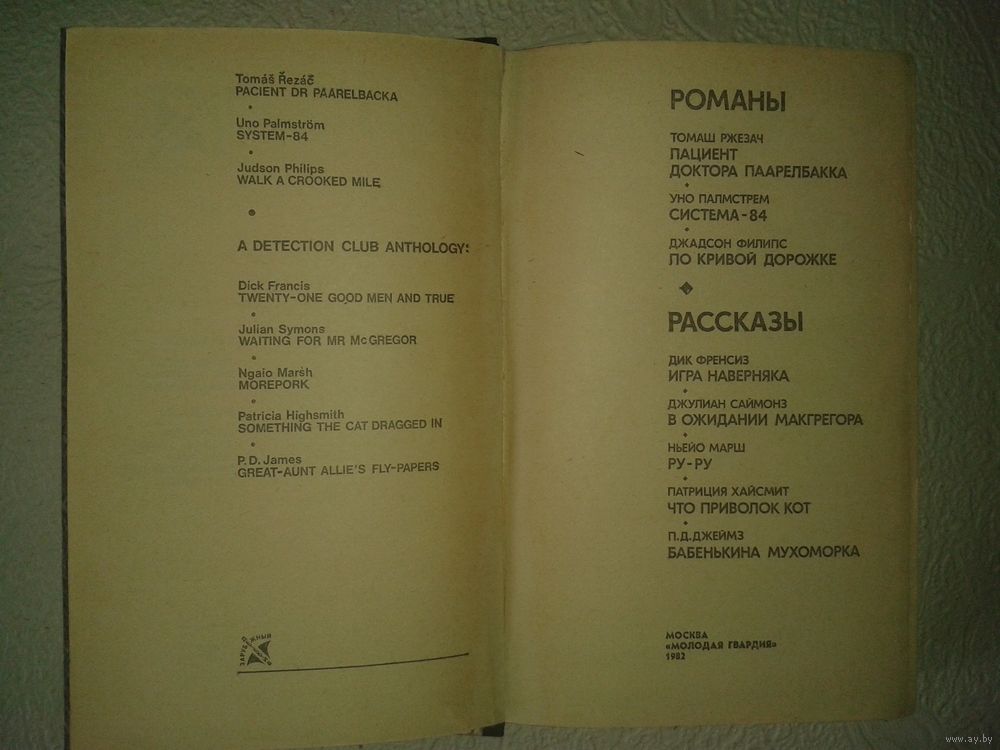 Tomáš Řezáč
PACIENT DR PAARELBACKA
Uno Palmström
SYSTEM-84
Judson Philips
WALK A CROOKED MILE
A DETECTION CLUB ANTHOLOGY:
Dick Francis
TWENTY-ONE GOOD MEN AND TRUE
Julian Symons
WAITING FOR MR McGREGOR
Ngaio Marsh
MOREPORK
Patricia Highsmith
SOMETHING THE CAT DRAGGED IN
P.D. James
GREAT-AUNT ALLIE'S FLY-PAPERS
ЗАРУБЕЖНЫЙ
РОМАНЫ
ТОМАШ РЖЕЗАЧ
ПАЦИЕНТ
ДОКТОРА ПААРЕЛБАККА
УНО ПАЛМСТРЕМ
СИСТЕМА-84
ДЖАДСОН ФИЛИПС
ПО КРИВОЙ ДОРОЖКЕ
РАССКАЗЫ
ДИК ФРЕНСИЗ
ИГРА НАВЕРНЯКА
ДЖУЛИАН САЙМОНЗ
В ОЖИДАНИИ МАКГРЕГОРА
НЬЕЙО МАРШ
РУ-РУ
ПАТРИЦИЯ ХАЙСМИТ
ЧТО ПРИВОЛОК КОТ
П.Д.ДЖЕЙМЗ
БАБЕНЬКИНА МУХОМОРКА
МОСКВА
«МОЛОДАЯ ГВАРДИЯ»
1982
www.ay.by